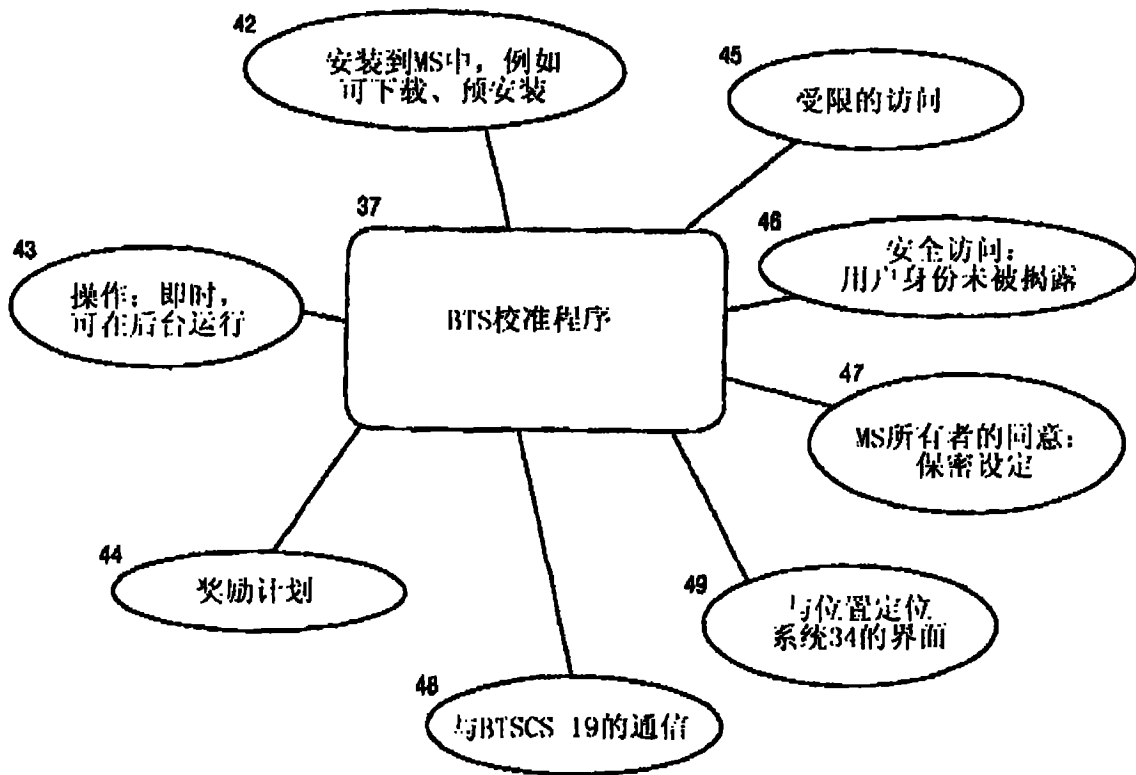 42
安装到MS中，例如
可下载、预安装
45
受限的访问
37
BTS校准程序
46
安全访问：
用户身份未被揭露
43
操作：即时，
可在后台运行
47
MS所有者的同意：
保密设定
44
奖励计划
49
与位置定位
系统34的界面
48
与BTSCS 19的通信